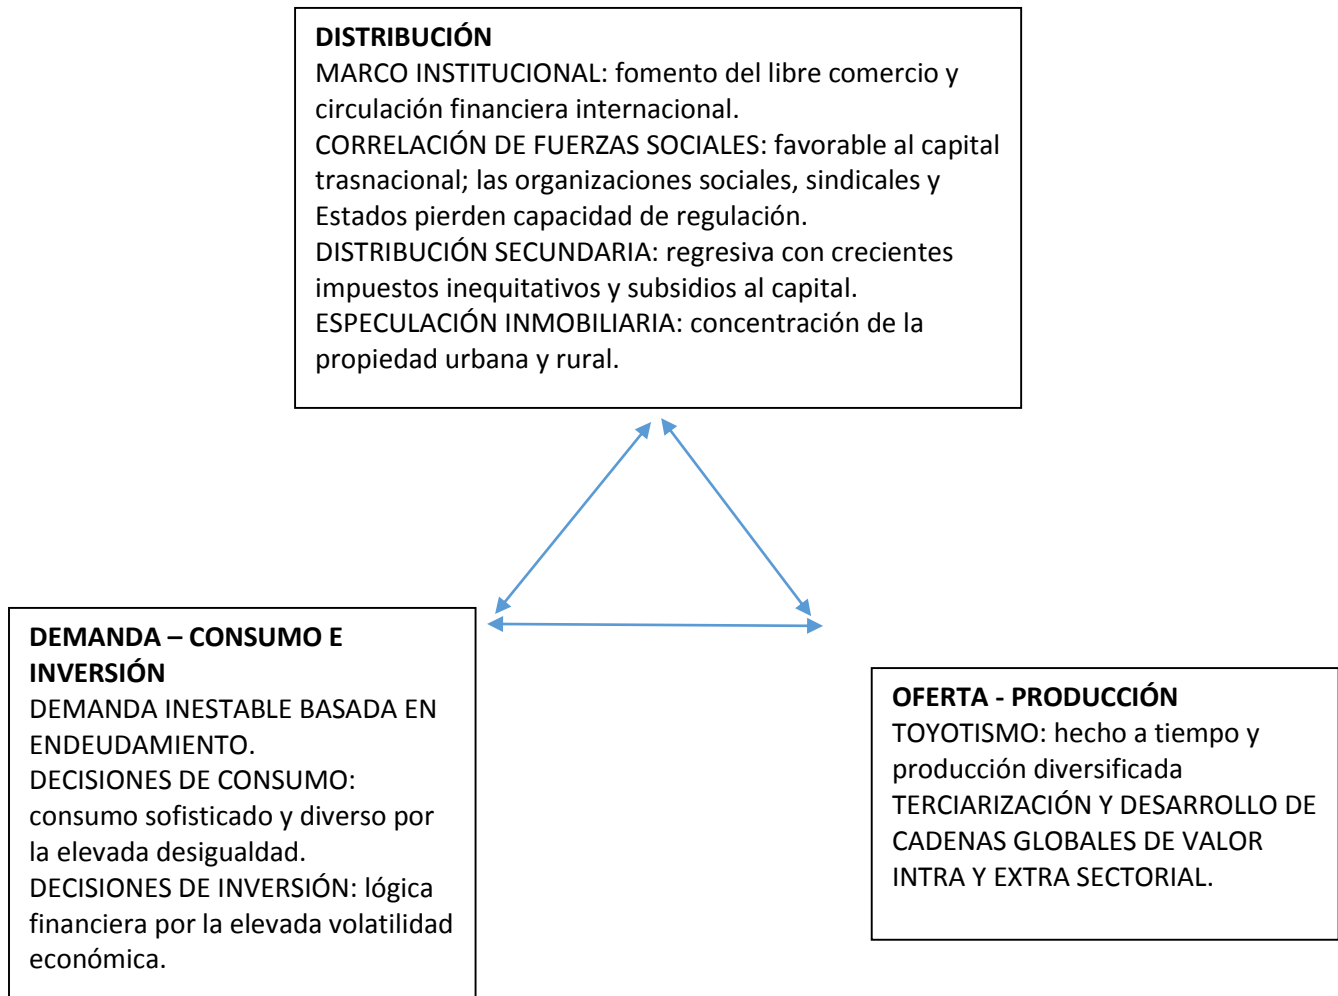 DISTRIBUCIÓN
MARCO INSTITUCIONAL: fomento del libre comercio y
circulación financiera internacional.
CORRELACIÓN DE FUERZAS SOCIALES: favorable al capital
trasnacional; las organizaciones sociales, sindicales y
Estados pierden capacidad de regulación.
DISTRIBUCIÓN SECUNDARIA: regresiva con crecientes
impuestos inequitativos y subsidios al capital.
ESPECULACIÓN INMOBILIARIA: concentración de la
propiedad urbana y rural.
DEMANDA – CONSUMO E
INVERSIÓN
DEMANDA INESTABLE BASADA EN
ENDEUDAMIENTO.
DECISIONES DE CONSUMO:
consumo sofisticado y diverso por
la elevada desigualdad.
DECISIONES DE INVERSIÓN: lógica
financiera por la elevada volatilidad
económica.
OFERTA - PRODUCCIÓN
TOYOTISMO: hecho a tiempo y
producción diversificada
TERCIARIZACIÓN Y DESARROLLO DE
CADENAS GLOBALES DE VALOR
INTRA Y EXTRA SECTORIAL.